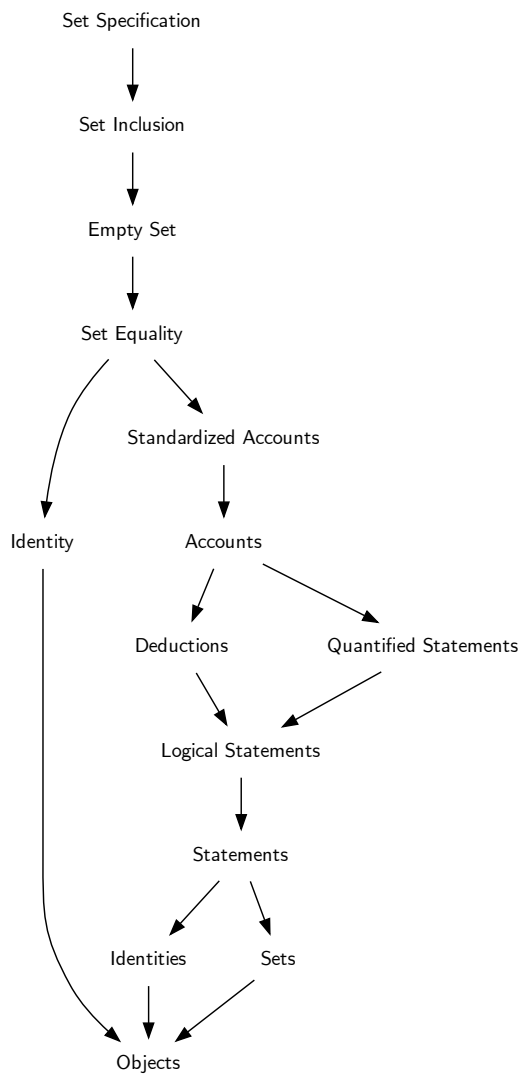 Set Specification
Set Inclusion
Empty Set
Set Equality
Standardized Accounts
Identity
Accounts
Deductions
Quantified Statements
Logical Statements
Statements
Identities
Sets
Objects